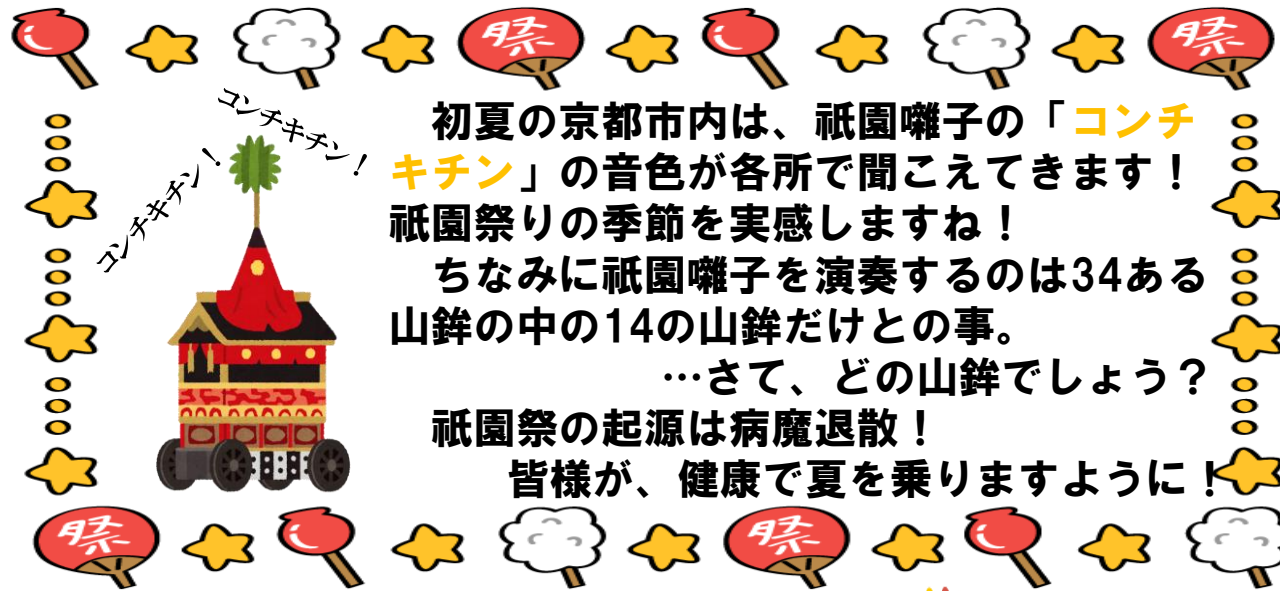 祭
祭
コンチキチン！
コンチキチン！
初夏の京都市内は、祇園囃子の「コンチ
キチン」の音色が各所で聞こえてきます！
祇園祭りの季節を実感しますね！
ちなみに祇園囃子を演奏するのは34ある
山鉾の中の14の山鉾だけとの事。
…さて、どの山鉾でしょう？
祇園祭の起源は病魔退散！
皆様が、健康で夏を乗りますように！
祭
祭